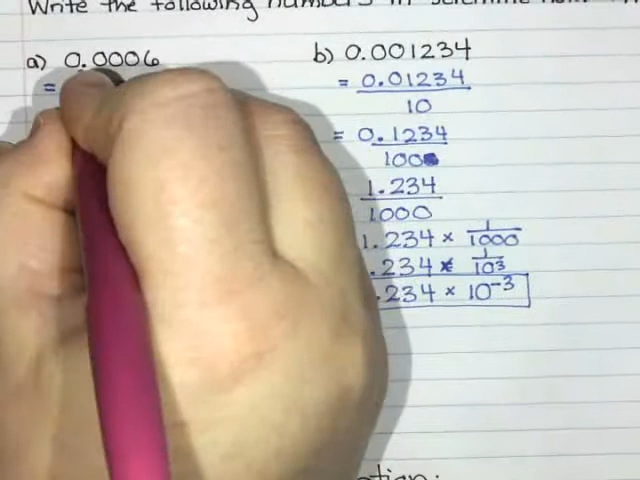 Write the following numbers in scientific
a) 0.0006
=
b) 0.001234
= 0.01234
10
= 0.1234
100
1.234
1000
1.234 × 1
1000
.234 × 1
10³
.234 × 10⁻³